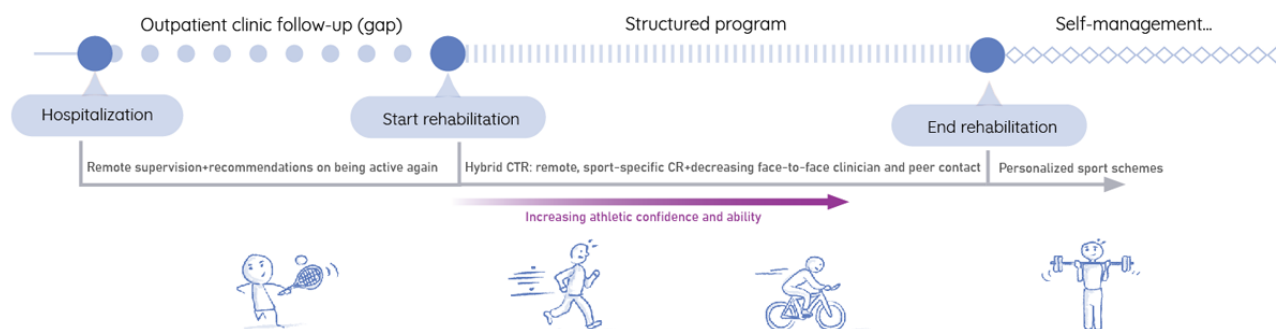 Outpatient clinic follow-up (gap)
Structured program
Self-management...
Hospitalization
Start rehabilitation
End rehabilitation
Remote supervision+recommendations on being active again
Hybrid CTR: remote, sport-specific CR+decreasing face-to-face clinician and peer contact
Personalized sport schemes
Increasing athletic confidence and ability